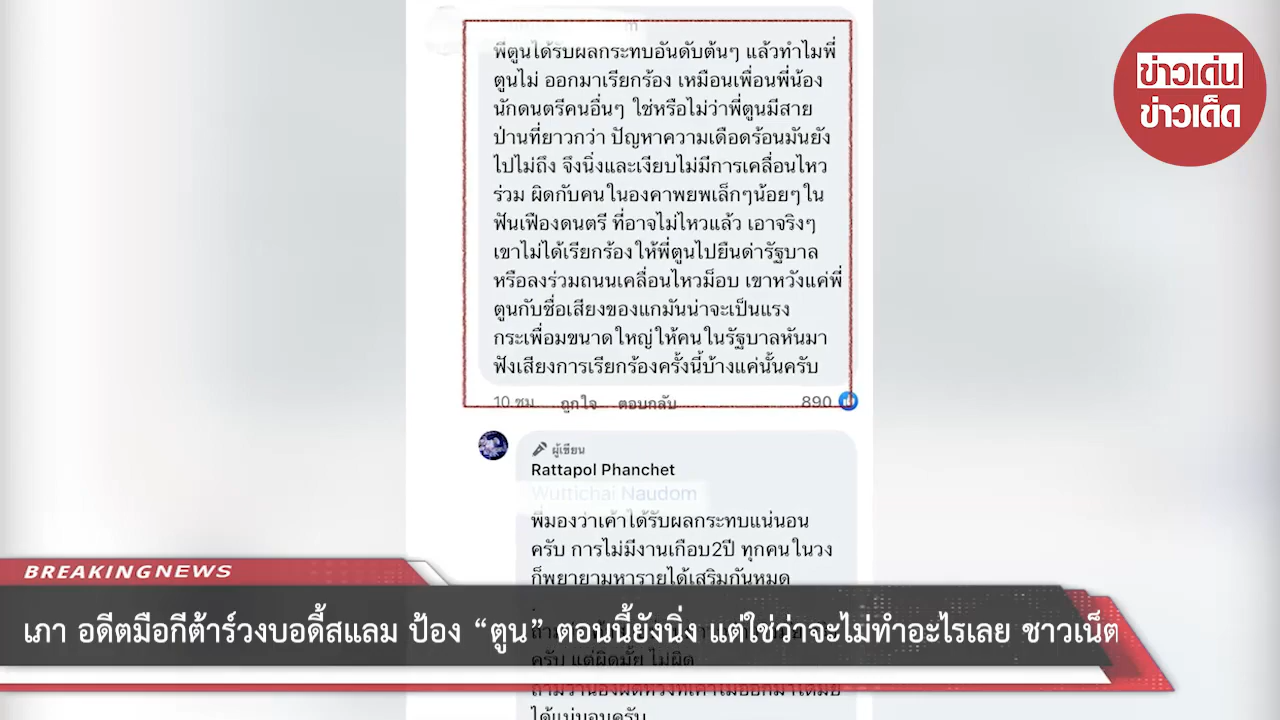 พี่ตูนได้รับผลกระทบอันดับต้นๆ แล้วทำไมพี่
ตูนไม่ ออกมาเรียกร้อง เหมือนเพื่อนพี่น้อง
นักดนตรีคนอื่นๆ ใช่หรือไม่ว่าพี่ตูนมีสาย
ป่านที่ยาวกว่า ปัญหาความเดือดร้อนมันยัง
ไปไม่ถึง จึงนิ่งและเงียบไม่มีการเคลื่อนไหว
ร่วม ผิดกับคนในองคาพยพเล็กๆน้อยๆใน
ฟันเฟืองดนตรี ที่อาจไม่ไหวแล้ว เอาจริงๆ
เขาไม่ได้เรียกร้องให้พี่ตูนไปยืนด่ารัฐบาล
หรือลงร่วมถนนเคลื่อนไหวม็อบ เขาหวังแค่พี่
ตูนกับชื่อเสียงของแกมันน่าจะเป็นแรง
กระเพื่อมขนาดใหญ่ให้คนในรัฐบาลหันมา
ฟังเสียงการเรียกร้องครั้งนี้บ้างแค่นั้นครับ
10 ชม ถูกใจ ตอบกลับ 890
ข่าวเด่น
ข่าวเด็ด
ผู้เขียน
Rattapol Phanchet
Wuttichai Naudom
พี่มองว่าเค้าได้รับผลกระทบแน่นอน
ครับ การไม่มีงานเกือบ2ปี ทุกคนในวง
ก็พยายามหารายได้เสริมกันหมด
BREAKING NEWS
เภา อดีตมือกีต้าร์วงบอดี้สแลม ป้อง “ตูน” ตอนนี้ยังนิ่ง แต่ใช่ว่าจะไม่ทำอะไรเลย ชาวเน็ต
ครับ แต่ผิดมั้ย ไม่ผิด
ได้แน่นอนครับ